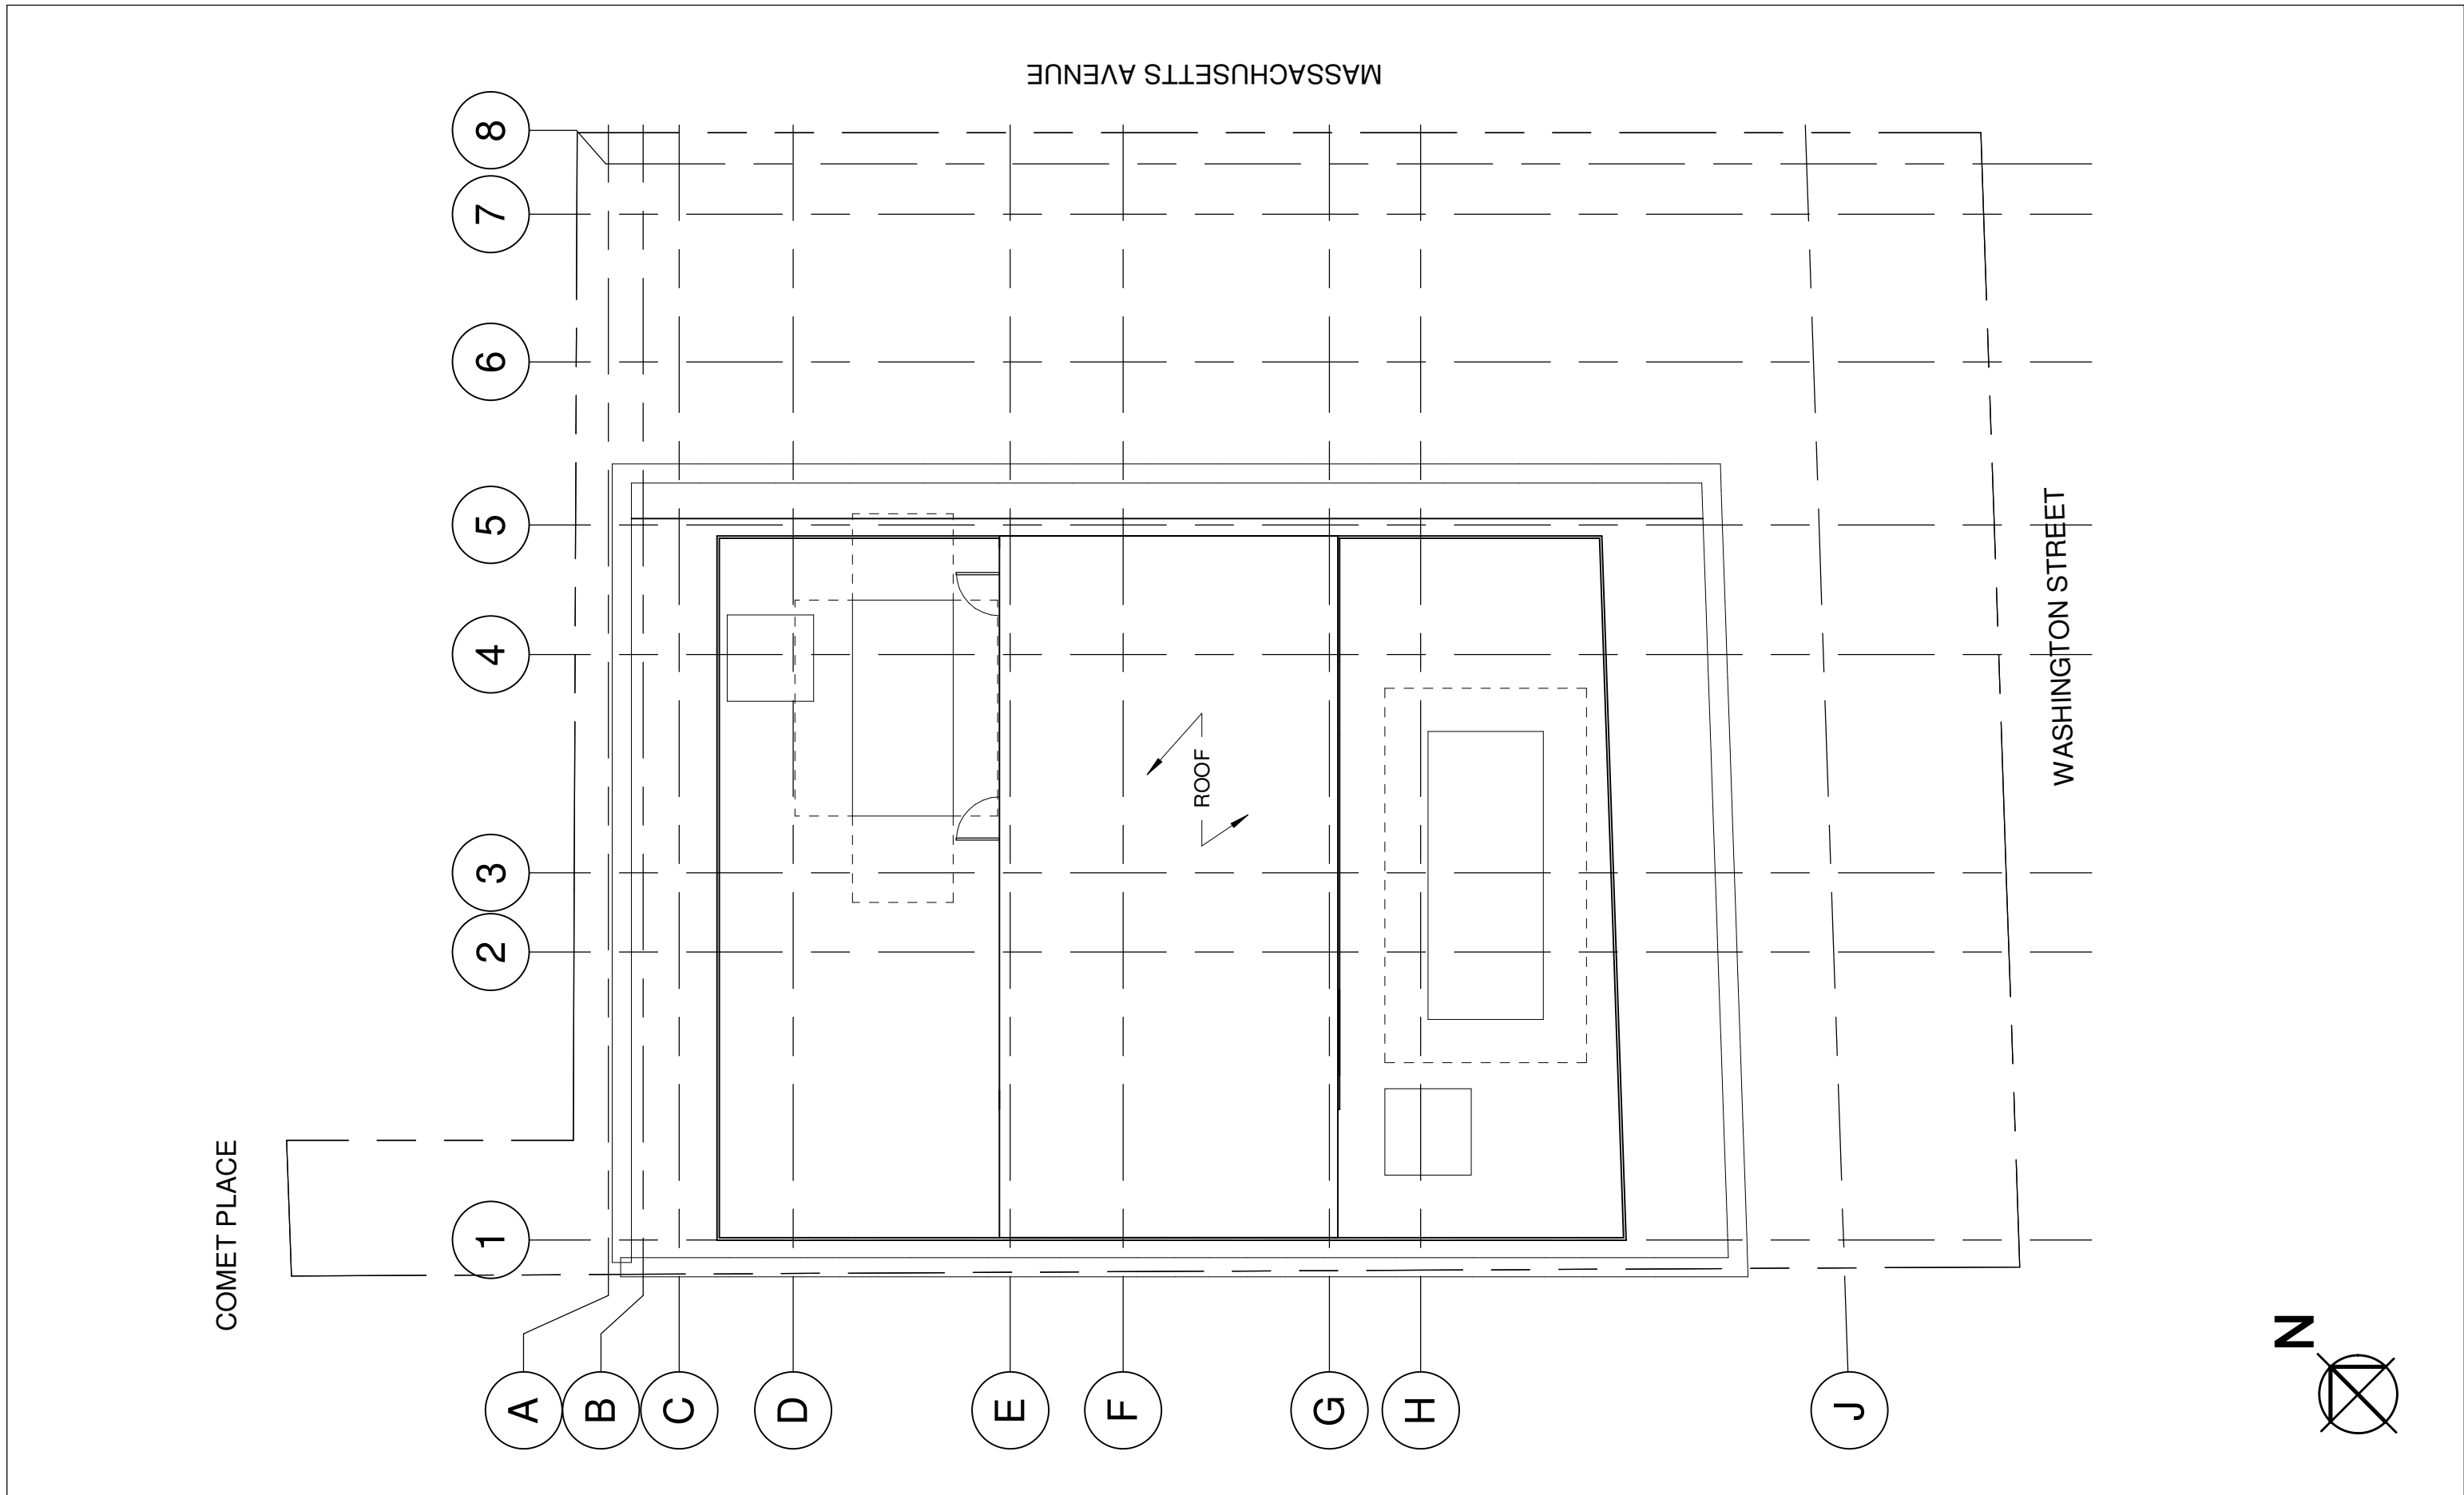 MASSACHUSETTS AVENUE
8
7
6
5
4
3
2
1
WASHINGTON STREET
ROOF
COMET PLACE
A
B
C
D
E
F
G
H
J
N